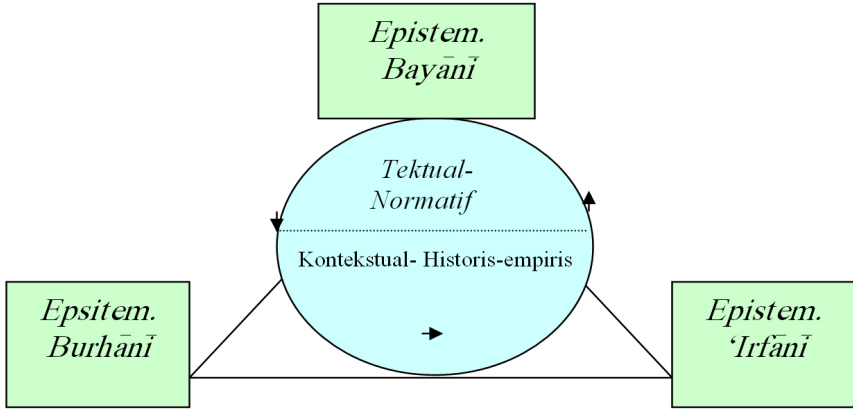 Epistem.
Bayānī
Tektual-
Normatif
Kontekstual- Historis-empiris
Epsitem.
Burhānī
Epistem.
‘Irfānī